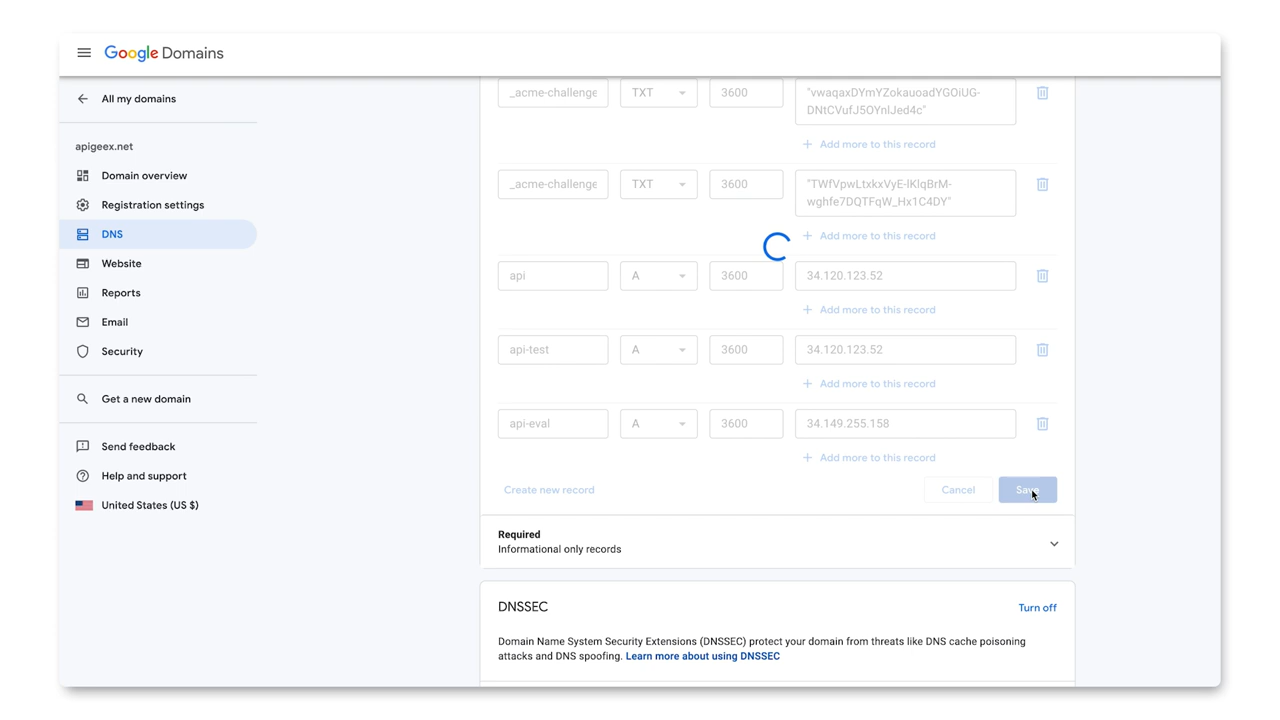 Google Domains
All my domains
apigeex.net
Domain overview
Registration settings
DNS
Website
Reports
Email
Security
Get a new domain
Send feedback
Help and support
United States (US $)
_acme-challenge TXT 3600 "vwaqaxDYmYZokauoadYGOiUG-
DNtCVufJ5OYnlJed4c"
+ Add more to this record
_acme-challenge TXT 3600 "TWfVpwLtxkxVyE-IKlqBrM-
wghfe7DQTFqW_Hx1C4DY"
+ Add more to this record
api A 3600 34.120.123.52
+ Add more to this record
api-test A 3600 34.120.123.52
+ Add more to this record
api-eval A 3600 34.149.255.158
+ Add more to this record
Create new record Cancel Save
Required
Informational only records
DNSSEC Turn off
Domain Name System Security Extensions (DNSSEC) protect your domain from threats like DNS cache poisoning
attacks and DNS spoofing. Learn more about using DNSSEC